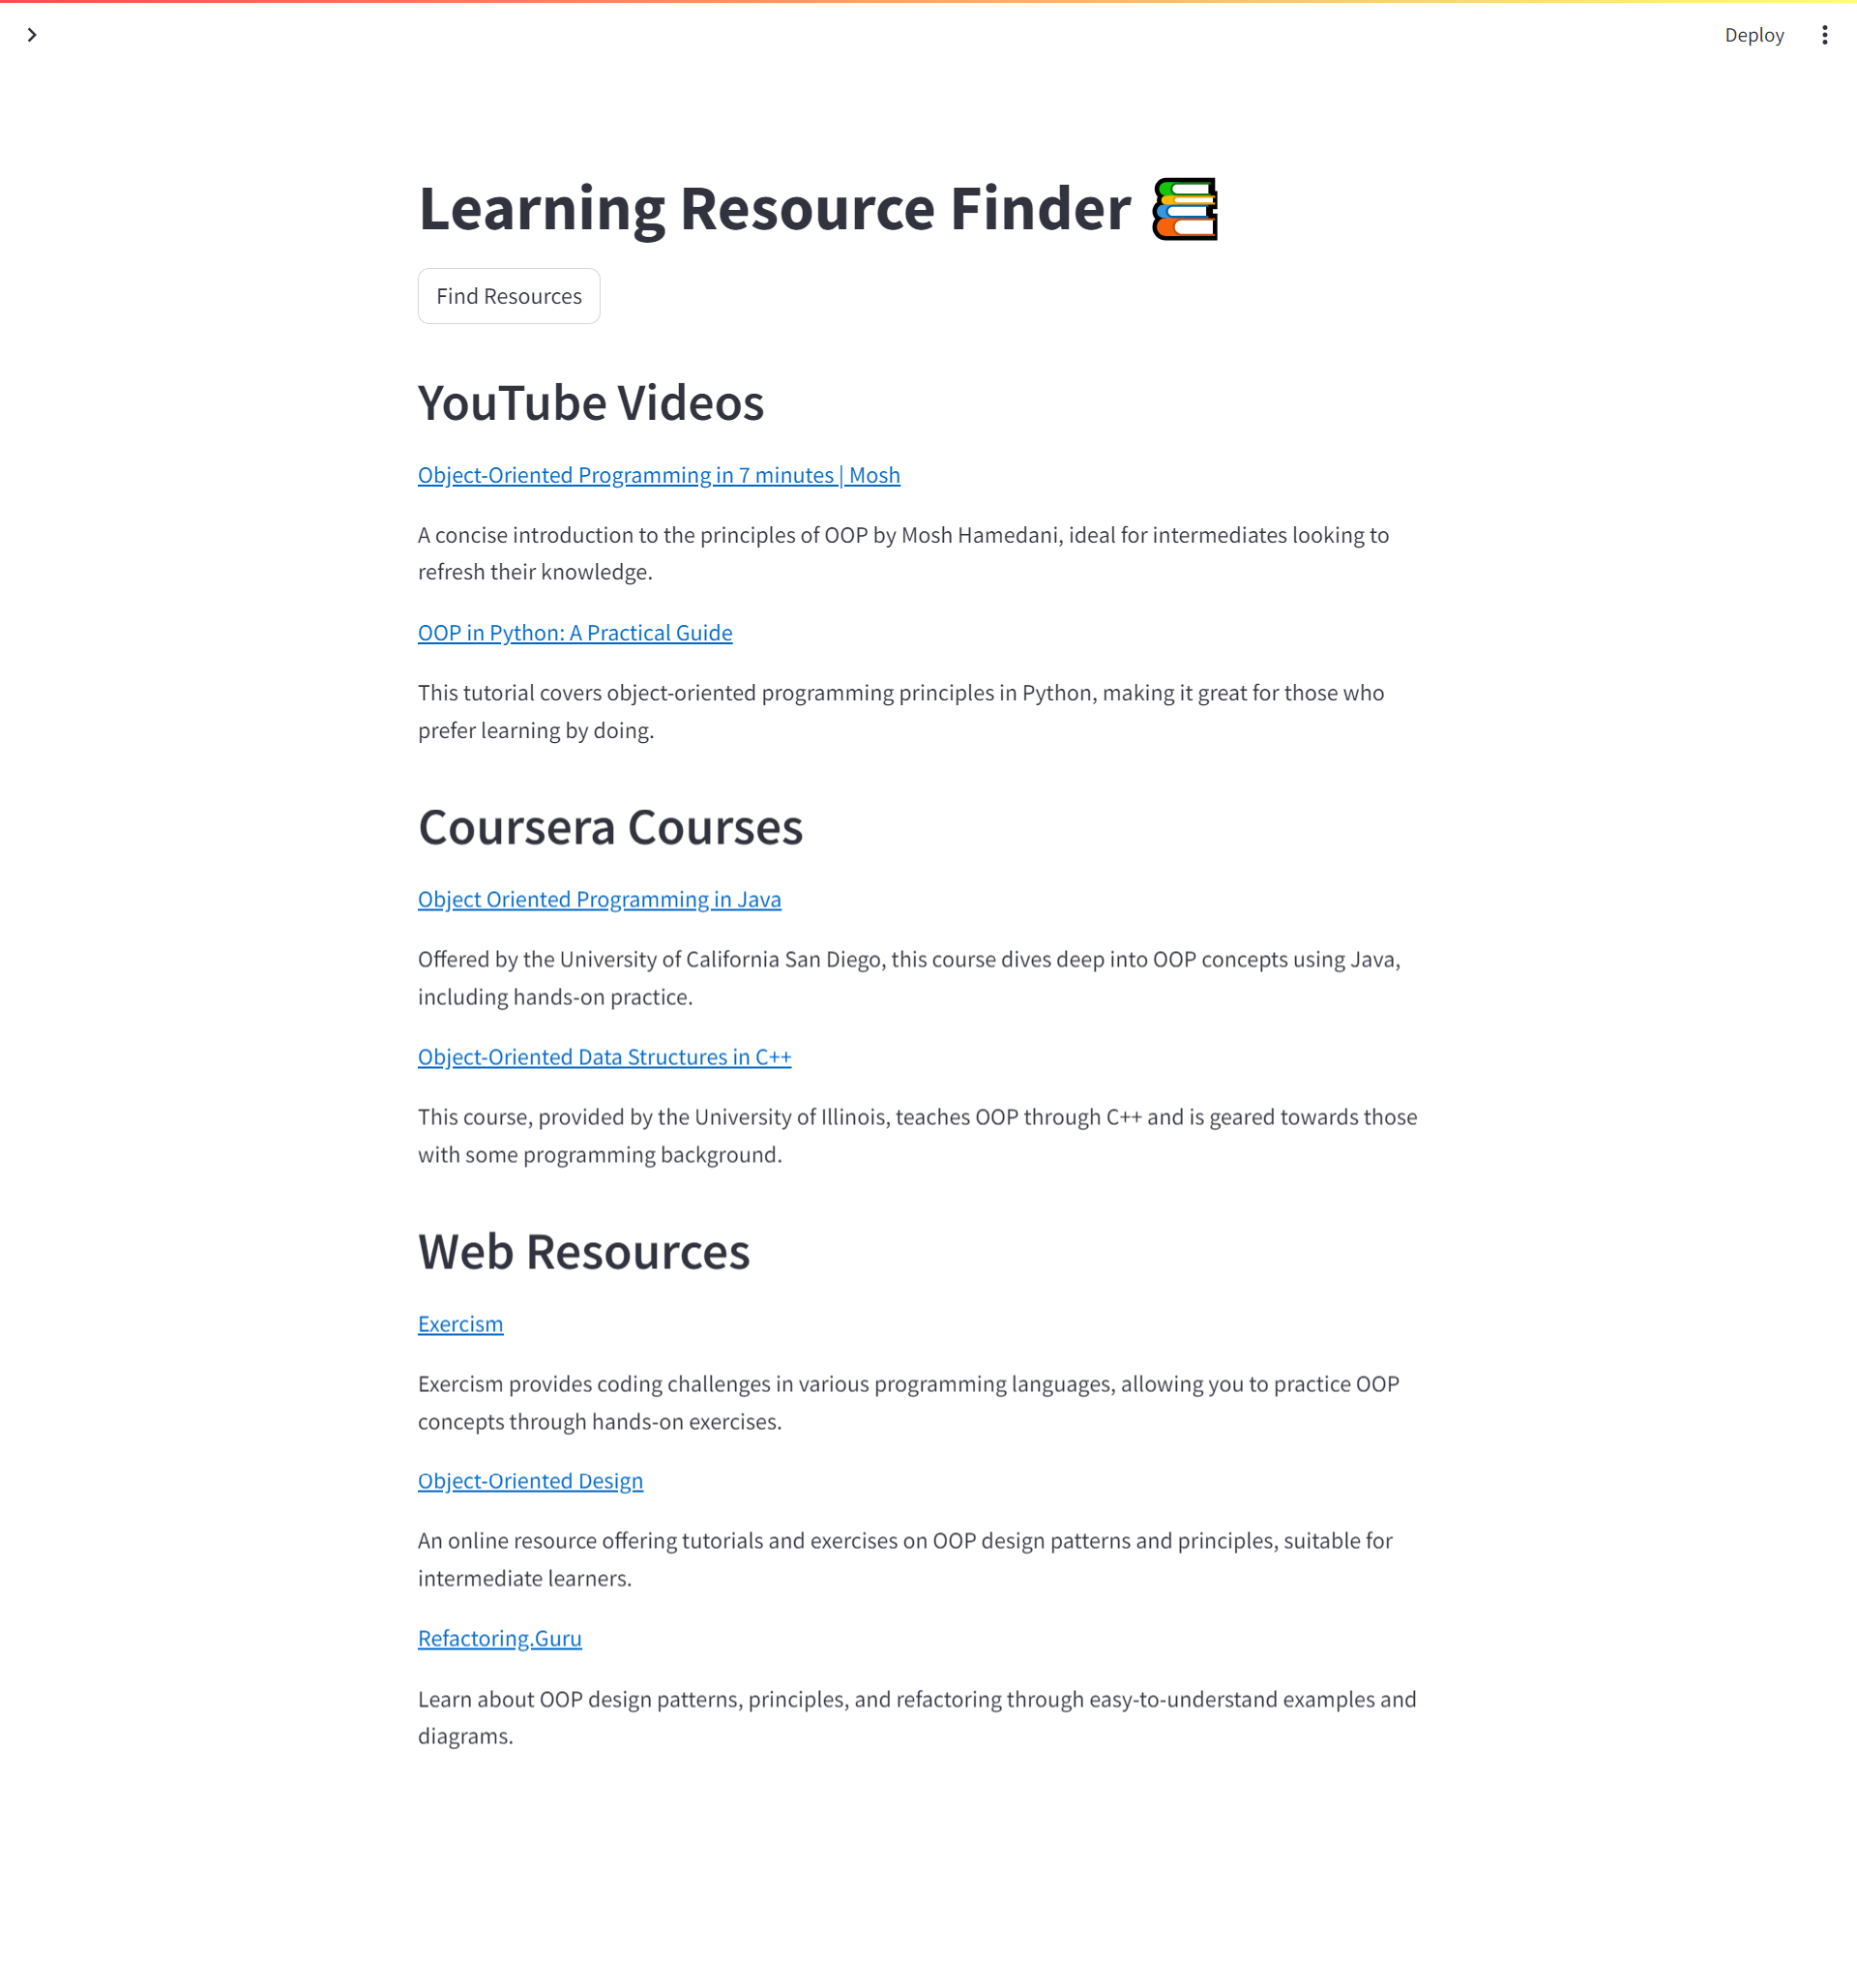 Deploy
Learning Resource Finder
Find Resources
YouTube Videos
Object-Oriented Programming in 7 minutes | Mosh
A concise introduction to the principles of OOP by Mosh Hamedani, ideal for intermediates looking to
refresh their knowledge.
OOP in Python: A Practical Guide
This tutorial covers object-oriented programming principles in Python, making it great for those who
prefer learning by doing.
Coursera Courses
Object Oriented Programming in Java
Offered by the University of California San Diego, this course dives deep into OOP concepts using Java,
including hands-on practice.
Object-Oriented Data Structures in C++
This course, provided by the University of Illinois, teaches OOP through C++ and is geared towards those
with some programming background.
Web Resources
Exercism
Exercism provides coding challenges in various programming languages, allowing you to practice OOP
concepts through hands-on exercises.
Object-Oriented Design
An online resource offering tutorials and exercises on OOP design patterns and principles, suitable for
intermediate learners.
Refactoring.Guru
Learn about OOP design patterns, principles, and refactoring through easy-to-understand examples and
diagrams.